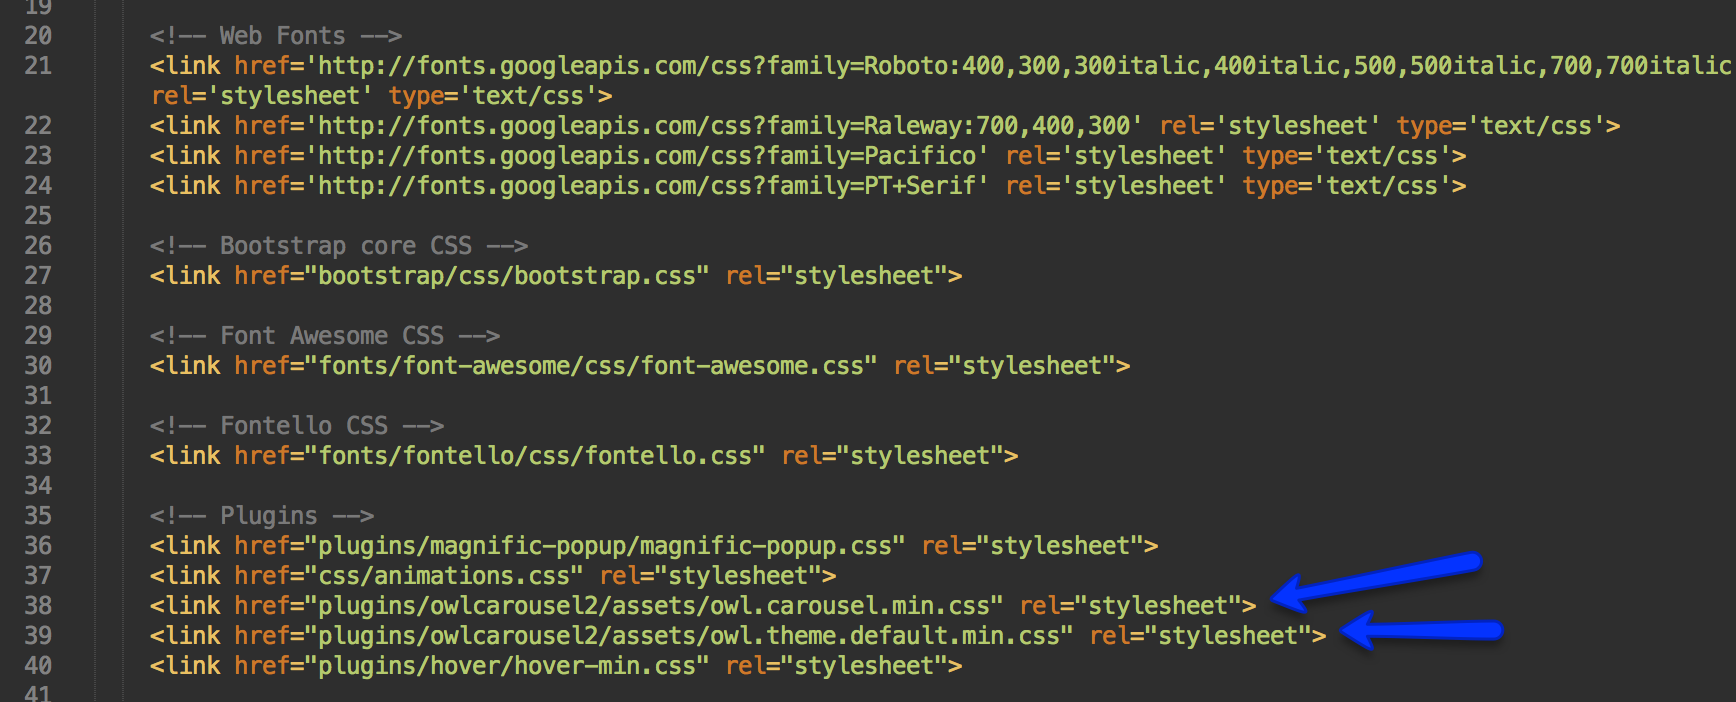 19
20 <!-- Web Fonts -->
21 <link href='http://fonts.googleapis.com/css?family=Roboto:400,300,300italic,400italic,500,500italic,700,700italic
rel='stylesheet' type='text/css'>
22 <link href='http://fonts.googleapis.com/css?family=Raleway:700,400,300' rel='stylesheet' type='text/css'>
23 <link href='http://fonts.googleapis.com/css?family=Pacifico' rel='stylesheet' type='text/css'>
24 <link href='http://fonts.googleapis.com/css?family=PT+Serif' rel='stylesheet' type='text/css'>
25
26 <!-- Bootstrap core CSS -->
27 <link href="bootstrap/css/bootstrap.css" rel="stylesheet">
28
29 <!-- Font Awesome CSS -->
30 <link href="fonts/font-awesome/css/font-awesome.css" rel="stylesheet">
31
32 <!-- Fontello CSS -->
33 <link href="fonts/fontello/css/fontello.css" rel="stylesheet">
34
35 <!-- Plugins -->
36 <link href="plugins/magnific-popup/magnific-popup.css" rel="stylesheet">
37 <link href="css/animations.css" rel="stylesheet">
38 <link href="plugins/owlcarousel2/assets/owl.carousel.min.css" rel="stylesheet">
39 <link href="plugins/owlcarousel2/assets/owl.theme.default.min.css" rel="stylesheet">
40 <link href="plugins/hover/hover-min.css" rel="stylesheet">
41